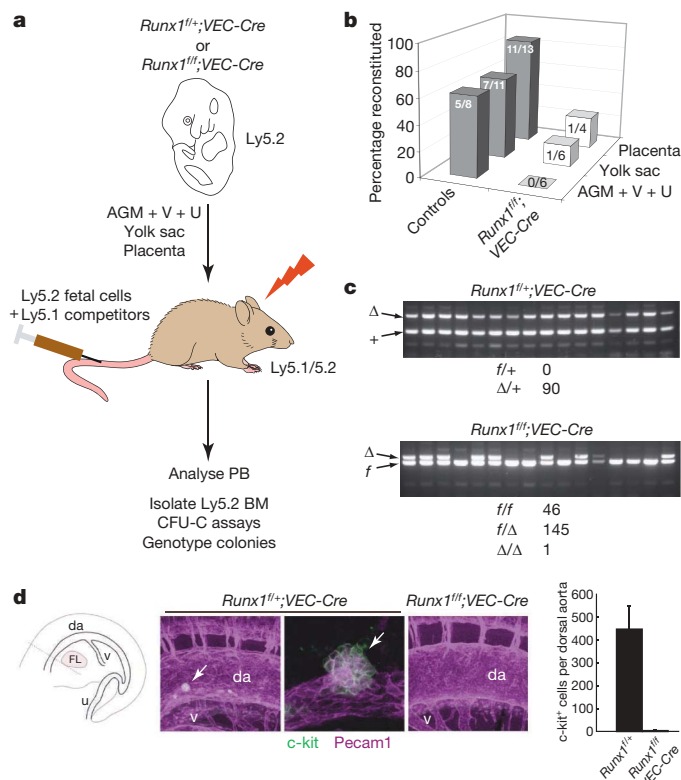 a
Runx1f/+;VEC-Cre
or
Runx1f/f;VEC-Cre
Ly5.2
AGM + V + U
Yolk sac
Placenta
Ly5.2 fetal cells
+Ly5.1 competitors
Ly5.1/5.2
Analyse PB
Isolate Ly5.2 BM
CFU-C assays
Genotype colonies
b
Percentage reconstituted
100
80
60
40
20
0
5/8
7/11
11/13
0/6
1/6
1/4
Controls
Runx1f/f;
VEC-Cre
Placenta
Yolk sac
AGM + V + U
c
Runx1f/+;VEC-Cre
Δ
+
f/+ 0
Δ/+ 90
Runx1f/f;VEC-Cre
Δ
f
f/f 46
f/Δ 145
Δ/Δ 1
d
da
FL
v
u
Runx1f/+;VEC-Cre
Runx1f/f;VEC-Cre
da
v
da
v
c-kit Pecam1
c-kit+ cells per dorsal aorta
600
500
400
300
200
100
0
Runx1f/+
Runx1f/f